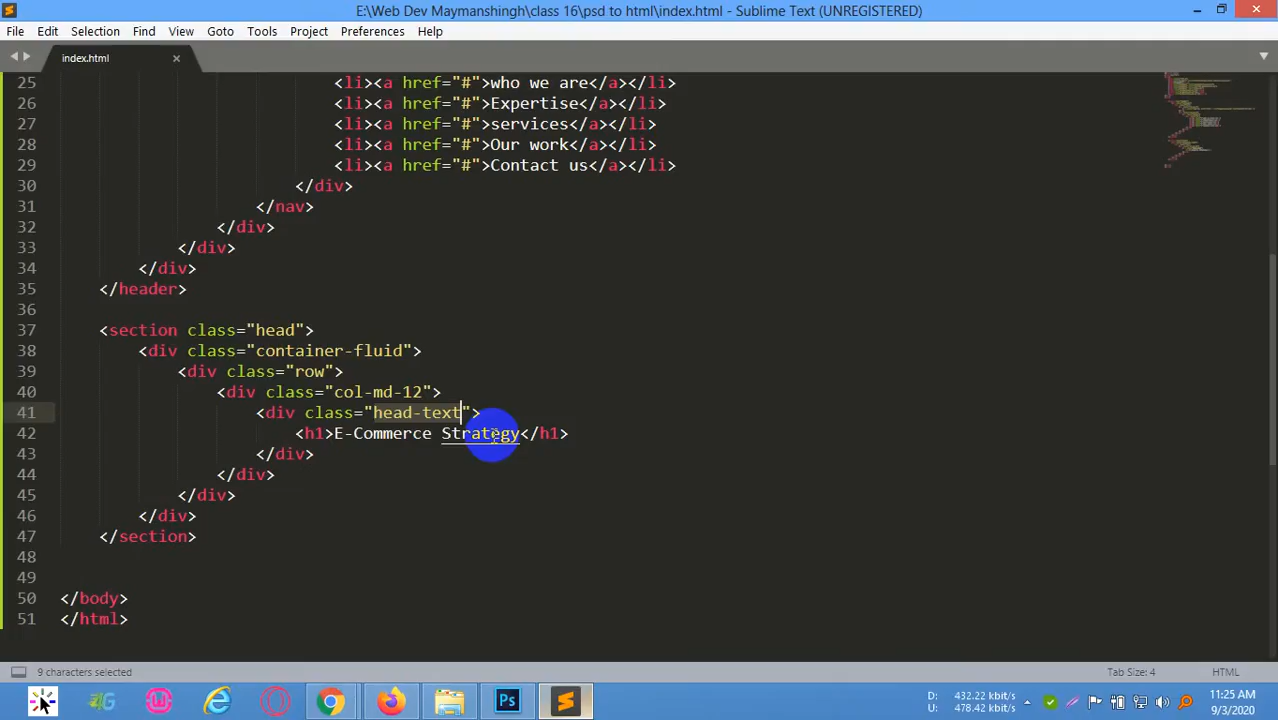 E:\Web Dev Maymanshingh\class 16\psd to html\index.html - Sublime Text (UNREGISTERED)
File Edit Selection Find View Goto Tools Project Preferences Help
index.html
25 <li><a href="#">who we are</a></li>
26 <li><a href="#">Expertise</a></li>
27 <li><a href="#">services</a></li>
28 <li><a href="#">Our work</a></li>
29 <li><a href="#">Contact us</a></li>
30 </div>
31 </nav>
32 </div>
33 </div>
34 </div>
35 </header>
36
37 <section class="head">
38 <div class="container-fluid">
39 <div class="row">
40 <div class="col-md-12">
41 <div class="head-text">
42 <h1>E-Commerce Strategy</h1>
43 </div>
44 </div>
45 </div>
46 </div>
47 </section>
48
49
50 </body>
51 </html>
9 characters selected Tab Size: 4 HTML
4G Ps
D: 432.22 kbit/s
U: 478.42 kbit/s
11:25 AM
9/3/2020